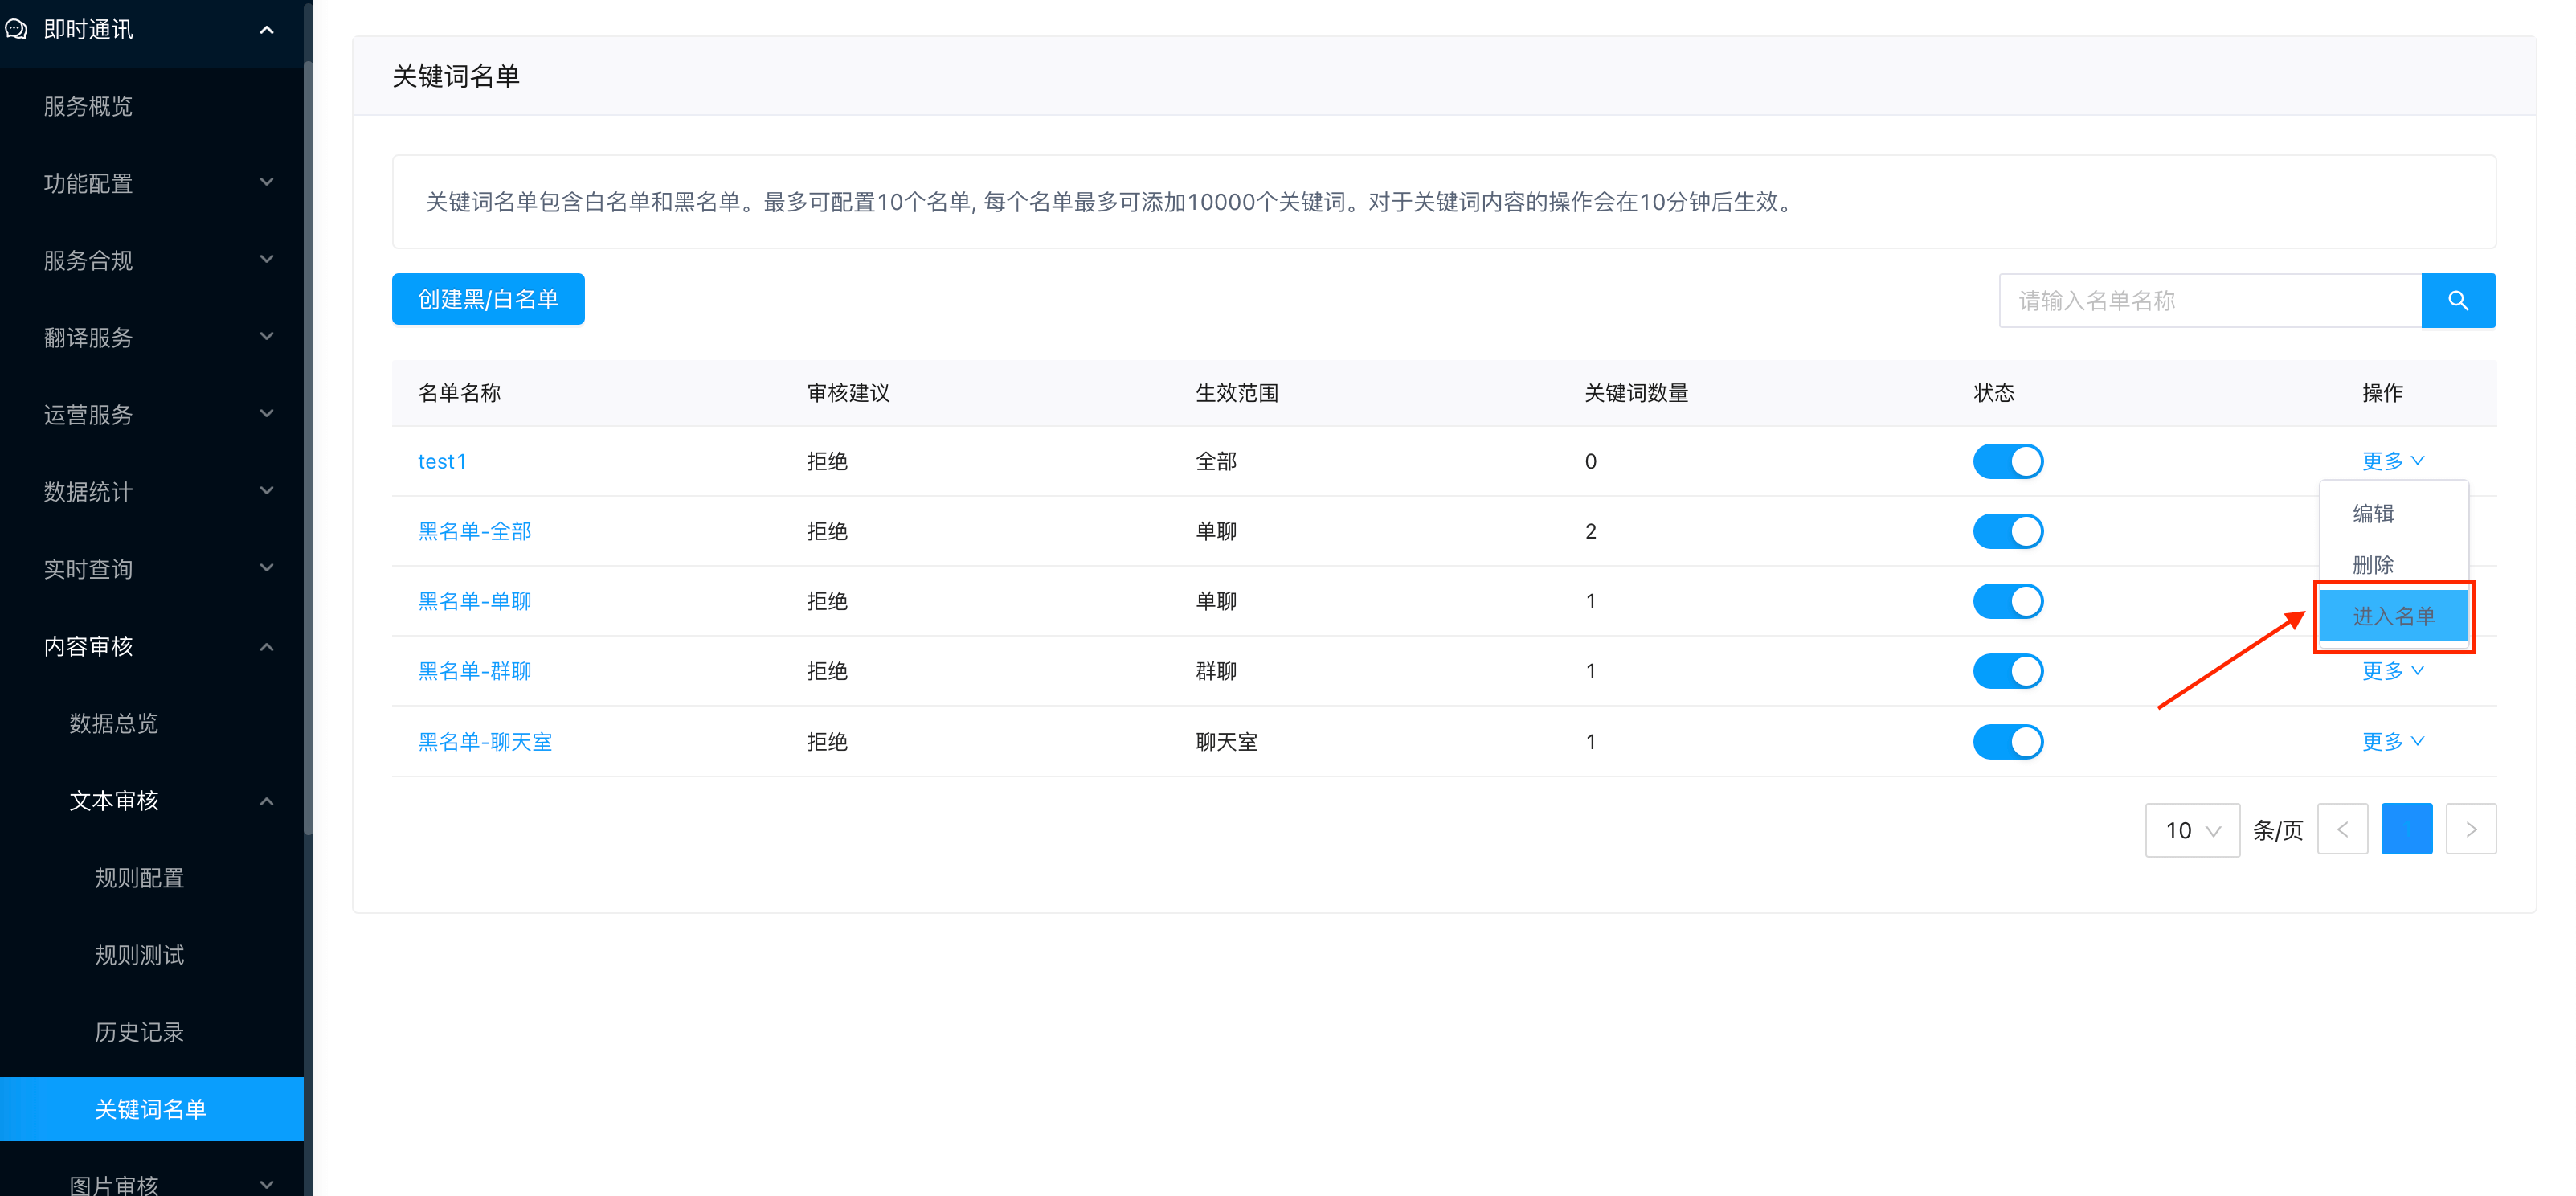 即时通讯
服务概览
功能配置
服务合规
翻译服务
运营服务
数据统计
实时查询
内容审核
数据总览
文本审核
规则配置
规则测试
历史记录
关键词名单
图片审核
关键词名单
关键词名单包含白名单和黑名单。最多可配置10个名单, 每个名单最多可添加10000个关键词。对于关键词内容的操作会在10分钟后生效。
创建黑/白名单
请输入名单名称
名单名称 审核建议 生效范围 关键词数量 状态 操作
test1 拒绝 全部 0 更多
黑名单-全部 拒绝 单聊 2
黑名单-单聊 拒绝 单聊 1
黑名单-群聊 拒绝 群聊 1 更多
黑名单-聊天室 拒绝 聊天室 1 更多
编辑
删除
进入名单
10 条/页